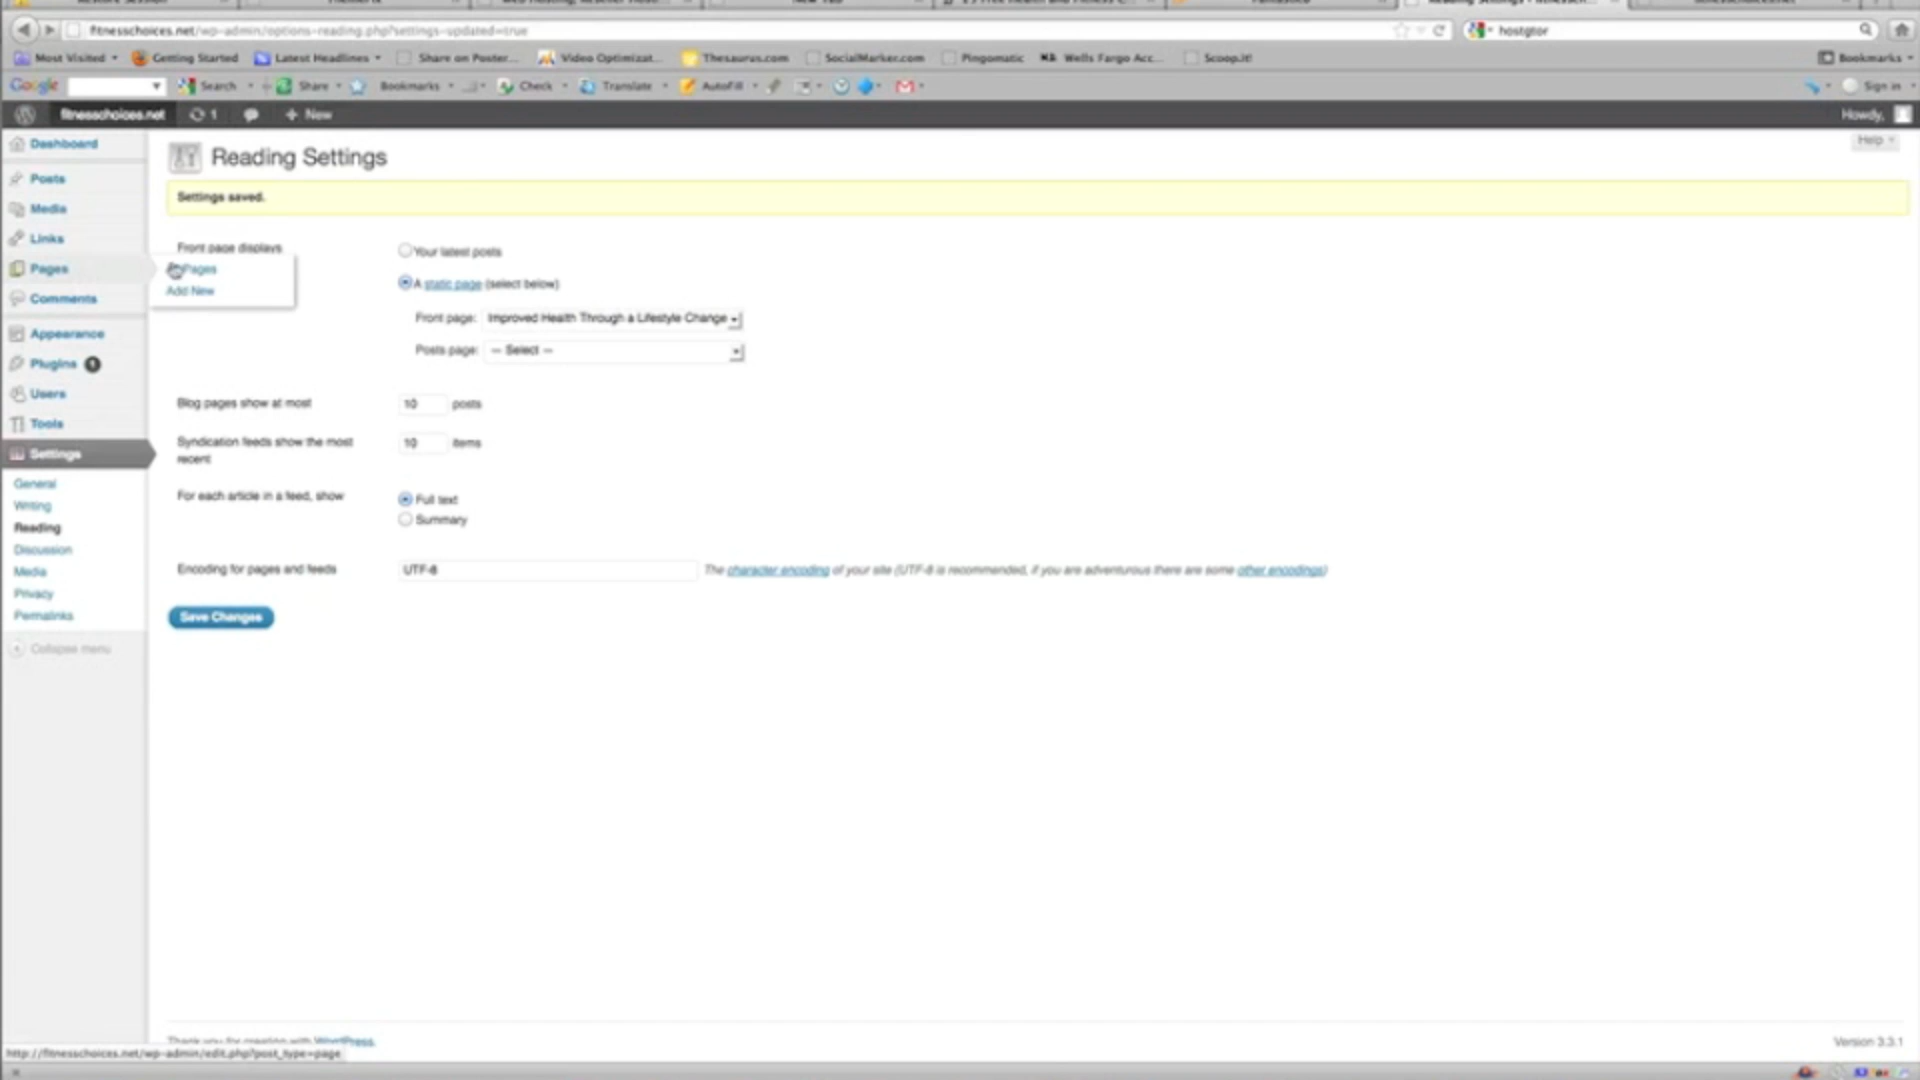 fitnesschoices.net/wp-admin/options-reading.php?settings-updated=true
hostgtor
Most Visited
Getting Started
Latest Headlines
Share on Poster...
Video Optimizat...
Thesaurus.com
SocialMarker.com
Pingomatic
Wells Fargo Acc...
Scoop.it!
Bookmarks
Google
Search
Share
Bookmarks
Check
Translate
AutoFill
Sign in
fitnesschoices.net
1
New
Howdy,
Dashboard
Reading Settings
Help
Posts
Settings saved.
Media
Links
Front page displays
Your latest posts
Pages
Pages
A static page (select below)
Add New
Comments
Front page: Improved Health Through a Lifestyle Change
Appearance
Posts page: — Select —
Plugins 1
Users
Blog pages show at most 10 posts
Tools
Syndication feeds show the most
recent
10 items
Settings
General
For each article in a feed, show
Full text
Writing
Summary
Reading
Discussion
Media
Encoding for pages and feeds UTF-8 The character encoding of your site (UTF-8 is recommended, if you are adventurous there are some other encodings)
Privacy
Permalinks
Save Changes
Collapse menu
Thank you for creating with WordPress.
Version 3.3.1
http://fitnesschoices.net/wp-admin/edit.php?post_type=page